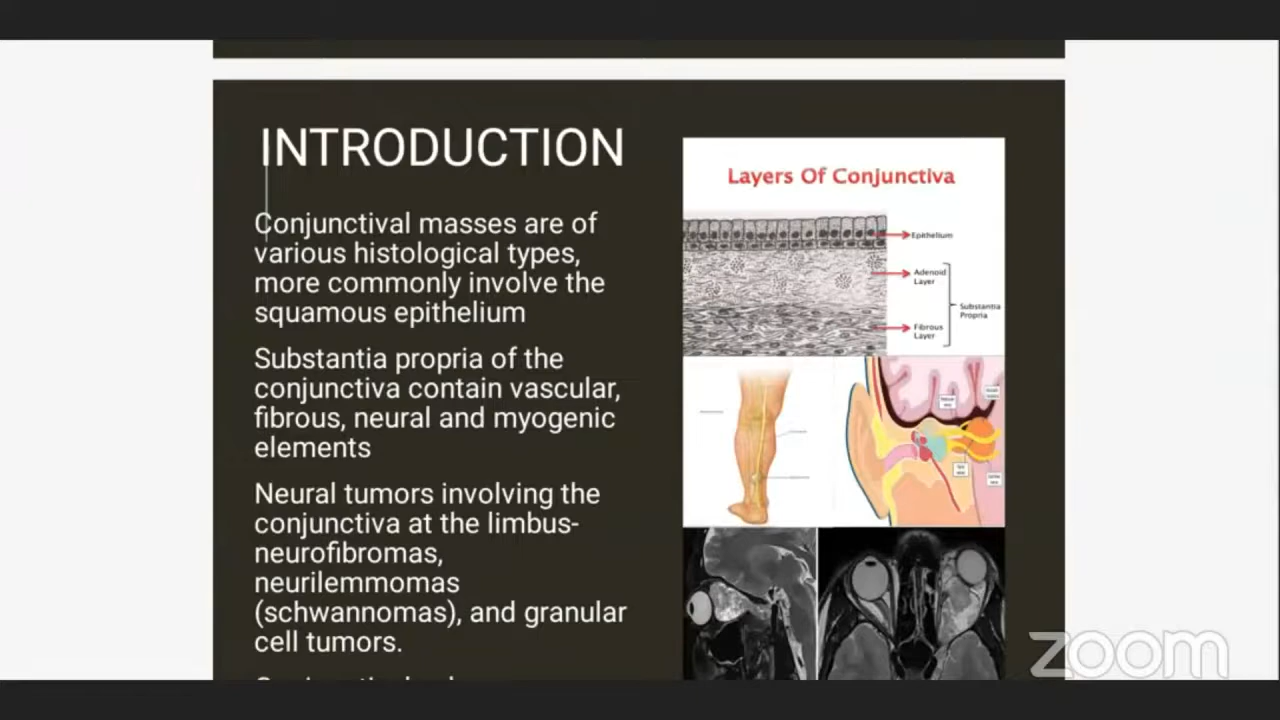 INTRODUCTION
Conjunctival masses are of
various histological types,
more commonly involve the
squamous epithelium
Substantia propria of the
conjunctiva contain vascular,
fibrous, neural and myogenic
elements
Neural tumors involving the
conjunctiva at the limbus-
neurofibromas,
neurilemmomas
(schwannomas), and granular
cell tumors.
Layers Of Conjunctiva
Epithelium
Adenoid
Layer
Substantia
Propria
Fibrous
Layer
zoom